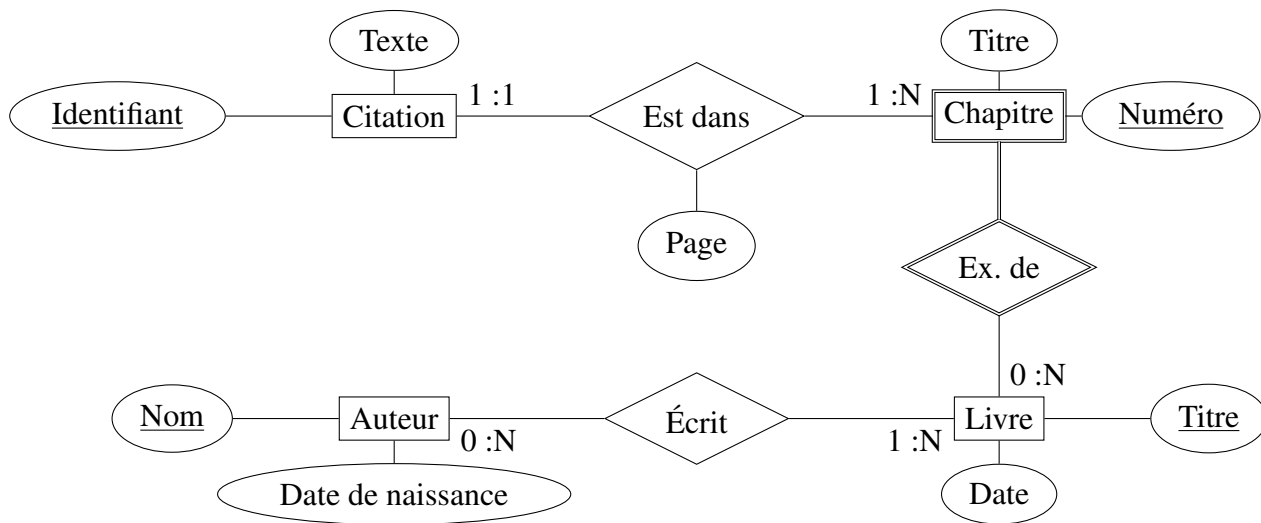 Texte
Titre
Identifiant
Citation
1 :1
Est dans
1 :N
Chapitre
Numéro
Page
Ex. de
0 :N
Nom
Auteur
0 :N
Écrit
1 :N
Livre
Titre
Date de naissance
Date